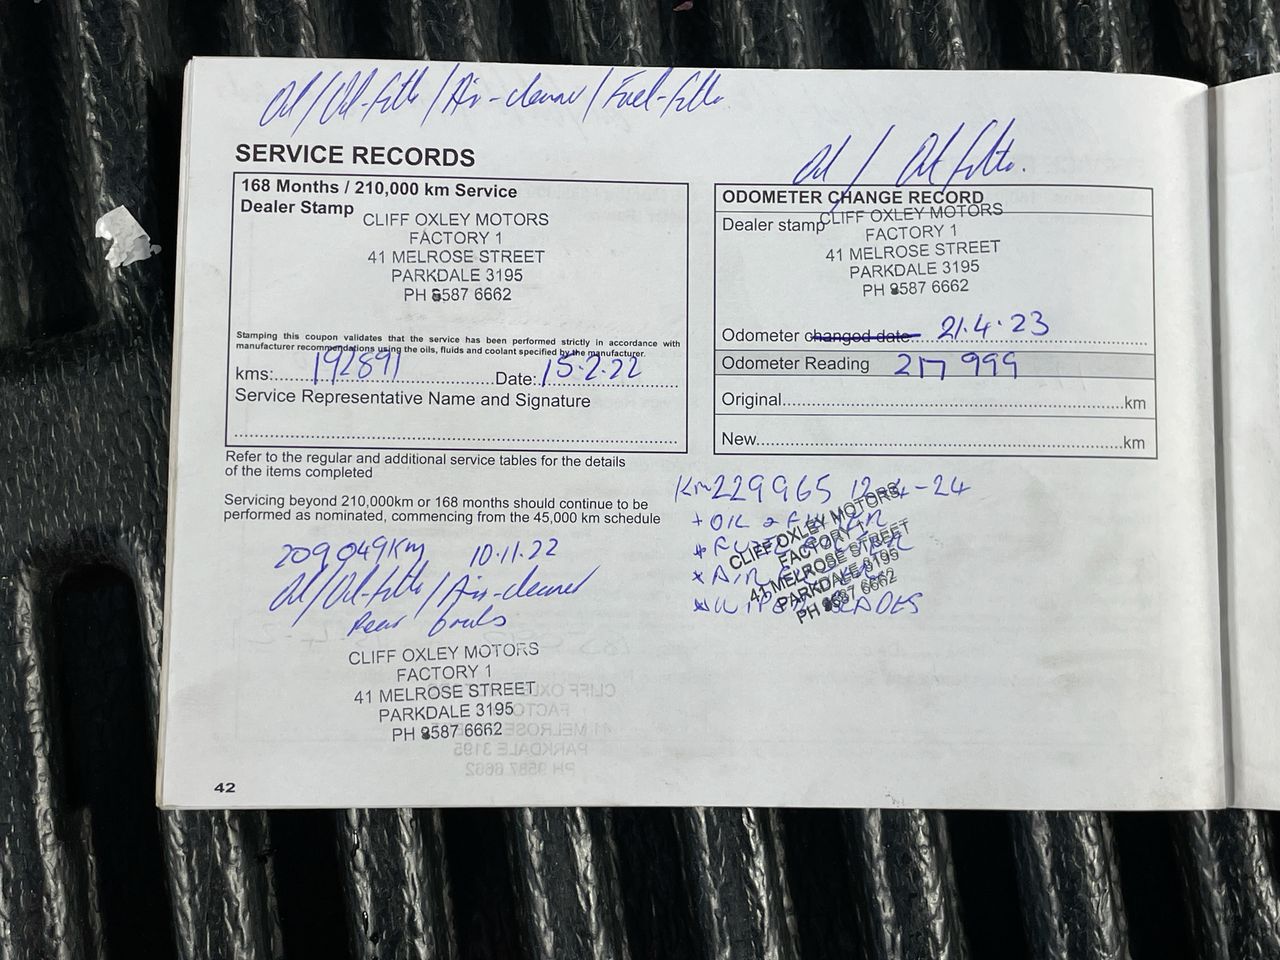 Oil/Oil-filter/Air-cleaner/Fuel-filter.
SERVICE RECORDS
168 Months / 210,000 km Service
Dealer Stamp
CLIFF OXLEY MOTORS
FACTORY 1
41 MELROSE STREET
PARKDALE 3195
PH 9587 6662
Stamping this coupon validates that the service has been performed strictly in accordance with
manufacturer recommendations using the oils, fluids and coolant specified by the manufacturer.
kms: 192891 Date: 15.2.22
Service Representative Name and Signature
Refer to the regular and additional service tables for the details
of the items completed
Servicing beyond 210,000km or 168 months should continue to be
performed as nominated, commencing from the 45,000 km schedule
209049Km 10.11.22
Oil/Oil-filter/Air-cleaner
Rear
CLIFF OXLEY MOTORS
FACTORY 1
41 MELROSE STREET
PARKDALE 3195
PH 9587 6662
42
Oil / Oil filter.
ODOMETER CHANGE RECORD
Dealer stamp
CLIFF OXLEY MOTORS
FACTORY 1
41 MELROSE STREET
PARKDALE 3195
PH 9587 6662
Odometer changed date 21.4.23
Odometer Reading 217999
Original km
New km
Km 229965 12-4-24
+ OIL
CLIFF OXLEY MOTORS
FACTORY 1
* AIR
41 MELROSE STREET
PARKDALE 3195
* WIPER BLADES
PH 9587 6662